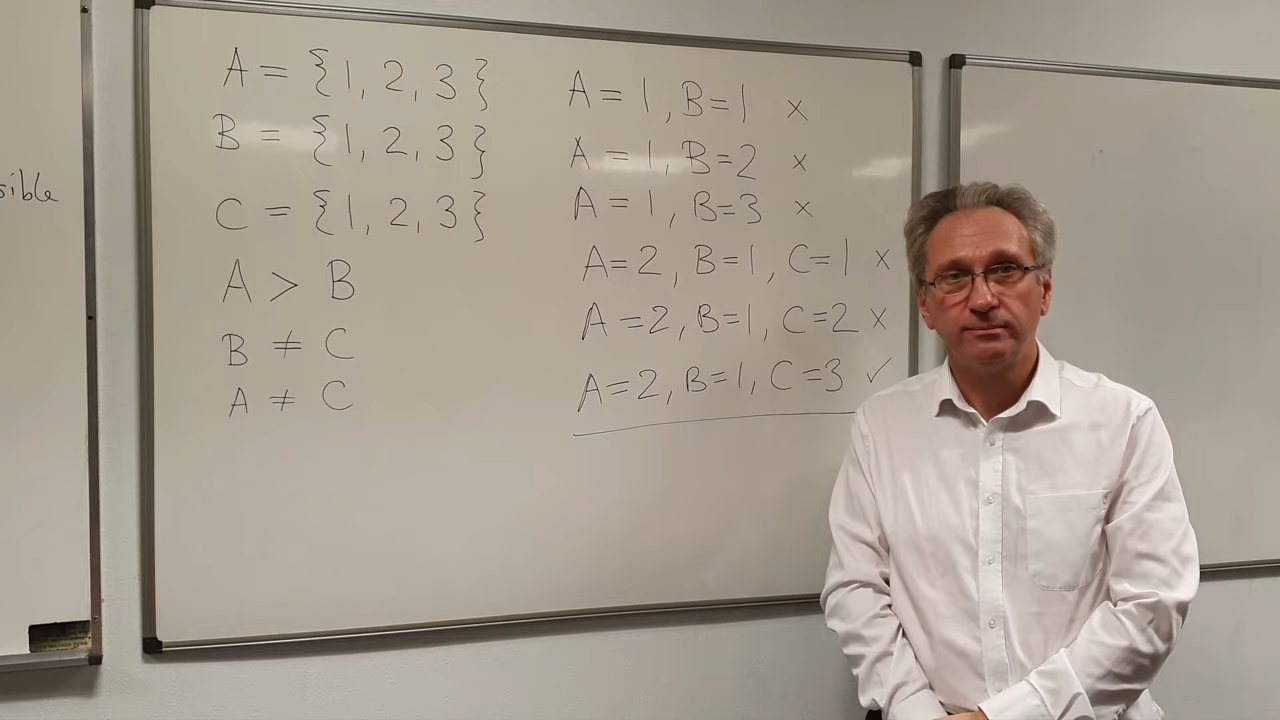 sible
A = {1, 2, 3}
B = {1, 2, 3}
C = {1, 2, 3}
A > B
B ≠ C
A ≠ C
A = 1, B = 1 ×
A = 1, B = 2 ×
A = 1, B = 3 ×
A = 2, B = 1, C = 1 ×
A = 2, B = 1, C = 2 ×
A = 2, B = 1, C = 3 ✓